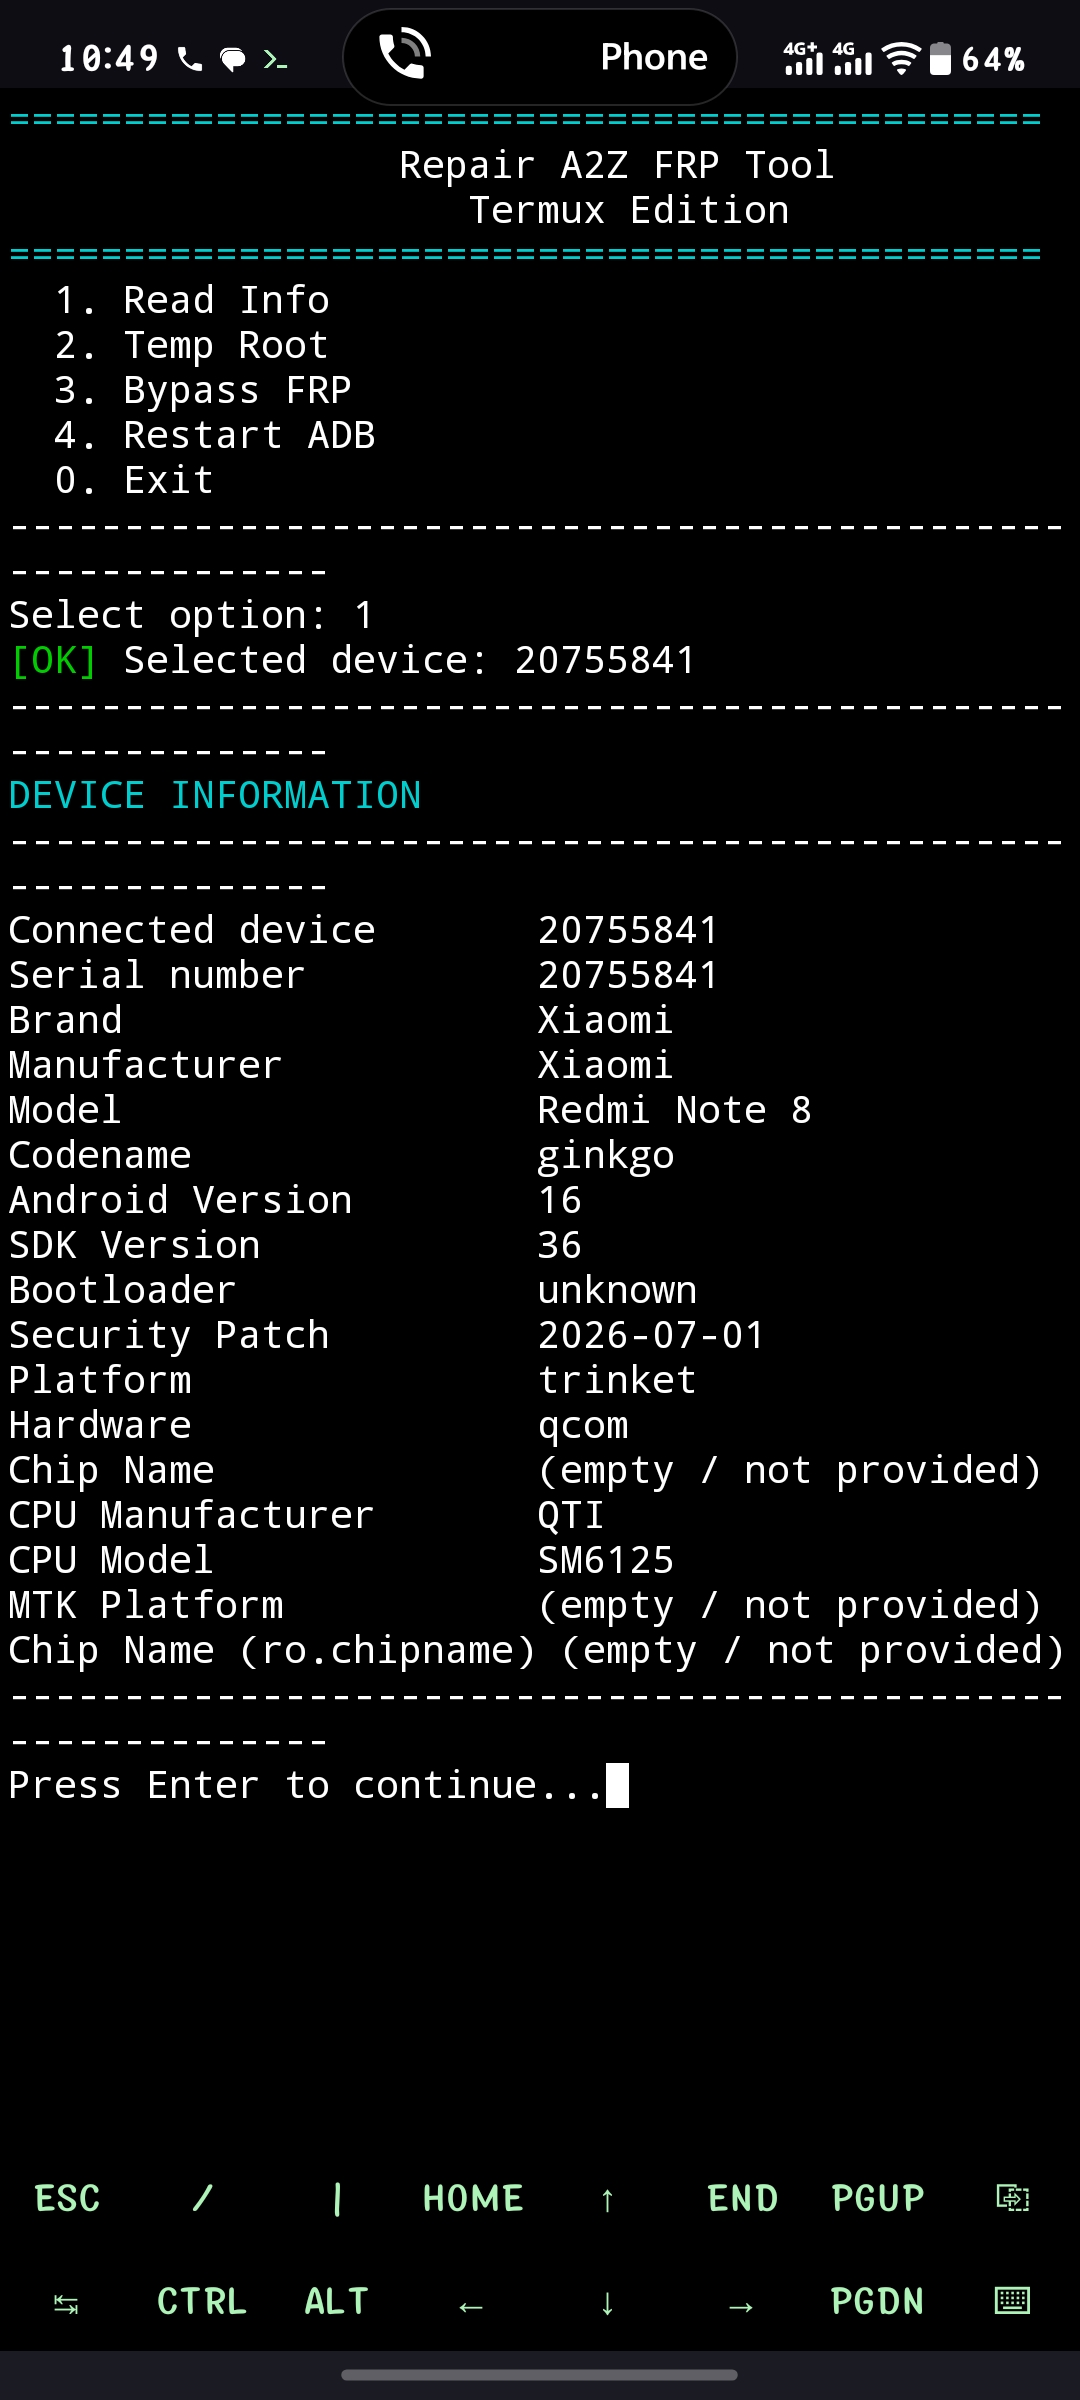 10:49 Phone 4G+ 4G 64%
=============================================
Repair A2Z FRP Tool
Termux Edition
=============================================
1. Read Info
2. Temp Root
3. Bypass FRP
4. Restart ADB
0. Exit
----------------------------------------------
--------------
Select option: 1
[OK] Selected device: 20755841
----------------------------------------------
--------------
DEVICE INFORMATION
----------------------------------------------
--------------
Connected device 20755841
Serial number 20755841
Brand Xiaomi
Manufacturer Xiaomi
Model Redmi Note 8
Codename ginkgo
Android Version 16
SDK Version 36
Bootloader unknown
Security Patch 2026-07-01
Platform trinket
Hardware qcom
Chip Name (empty / not provided)
CPU Manufacturer QTI
CPU Model SM6125
MTK Platform (empty / not provided)
Chip Name (ro.chipname) (empty / not provided)
----------------------------------------------
--------------
Press Enter to continue...
ESC / | HOME ↑ END PGUP
↹ CTRL ALT ← ↓ → PGDN